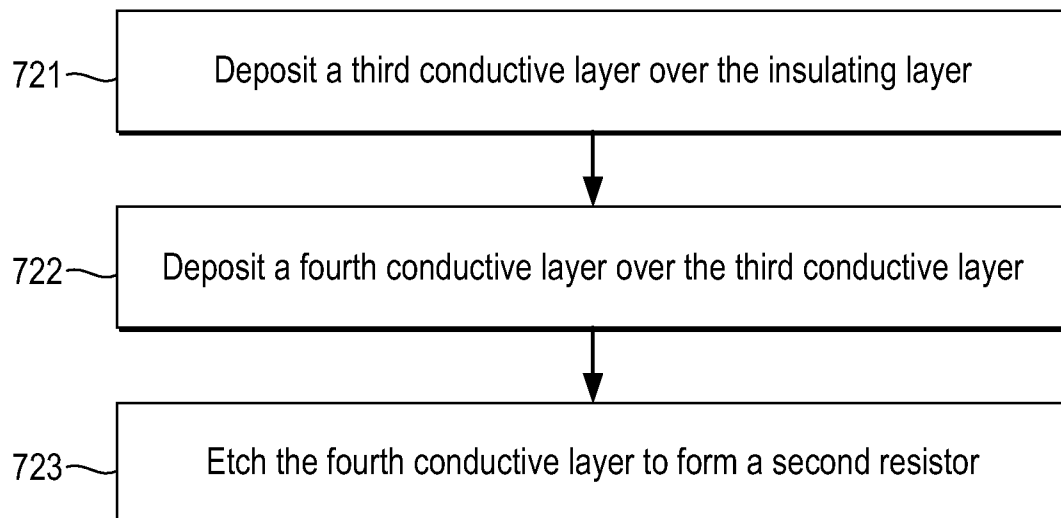 721 Deposit a third conductive layer over the insulating layer
722 Deposit a fourth conductive layer over the third conductive layer
723 Etch the fourth conductive layer to form a second resistor